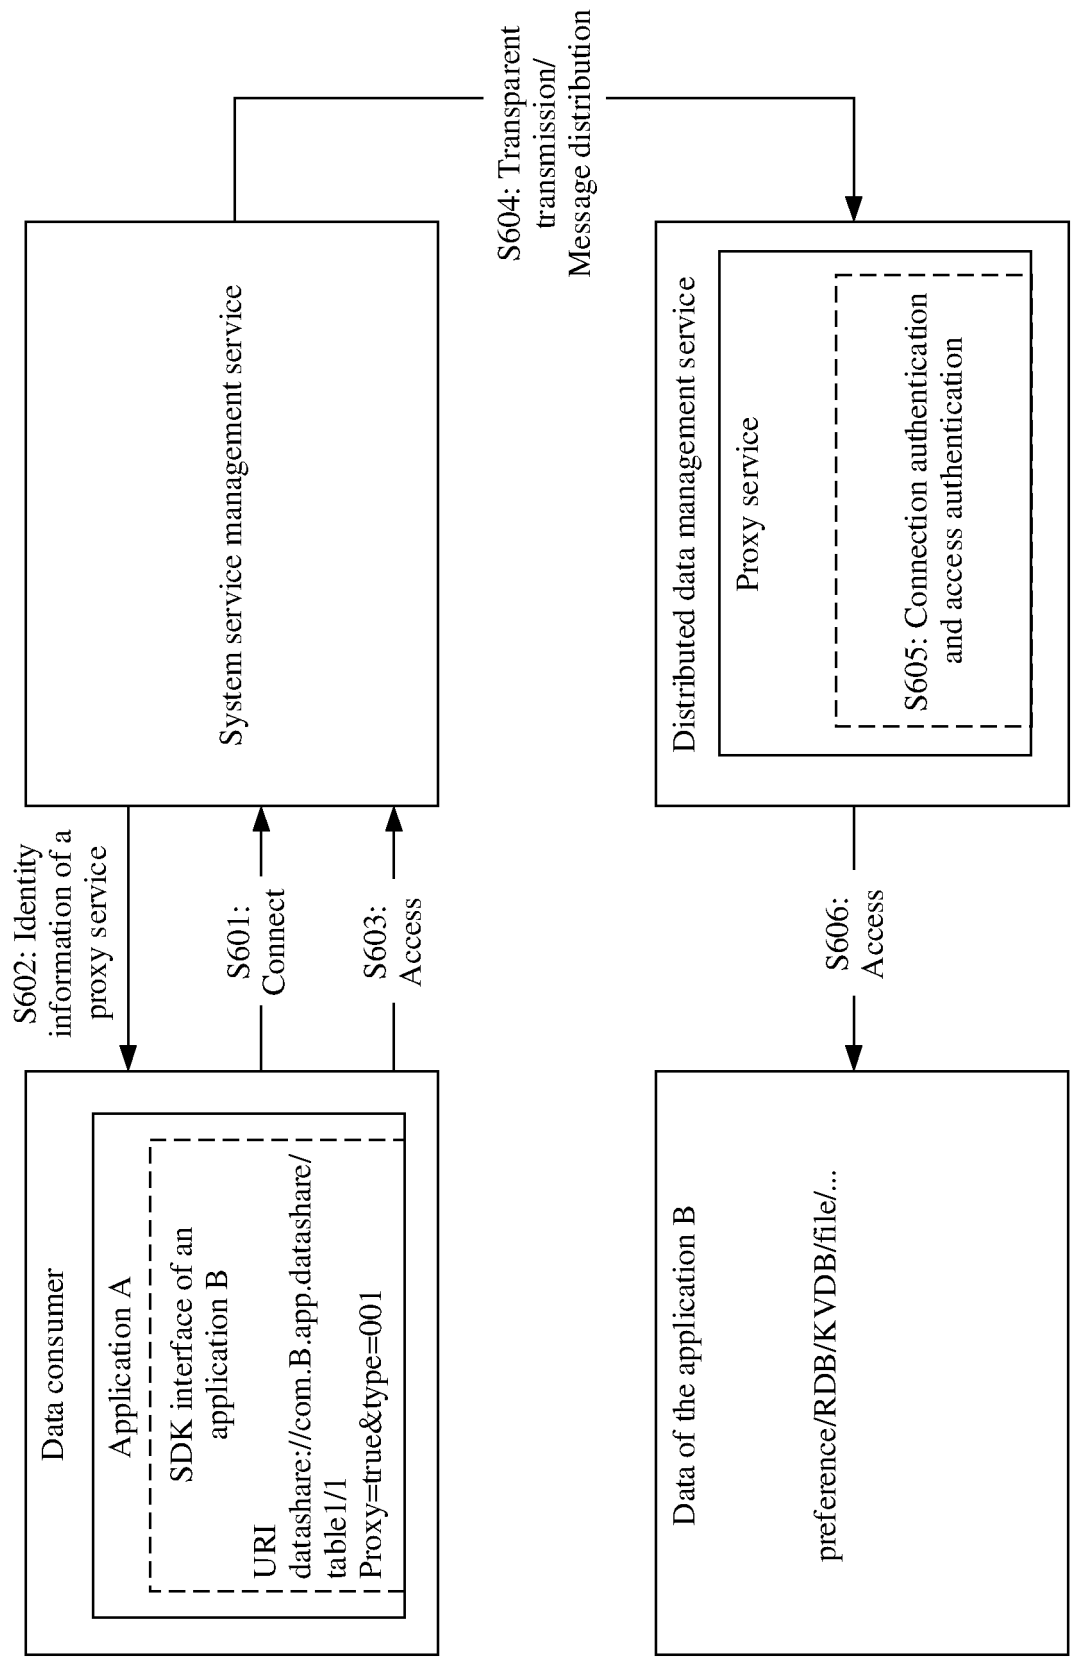 Data consumer
Application A
SDK interface of an
application B
URI
datashare://com.B.app.datashare/
table1/1
Proxy=true&type=001
S602: Identity
information of a
proxy service
S601:
Connect
S603:
Access
System service management service
S604: Transparent
transmission/
Message distribution
Data of the application B
preference/RDB/KVDB/file/...
S606:
Access
Distributed data management service
Proxy service
S605: Connection authentication
and access authentication